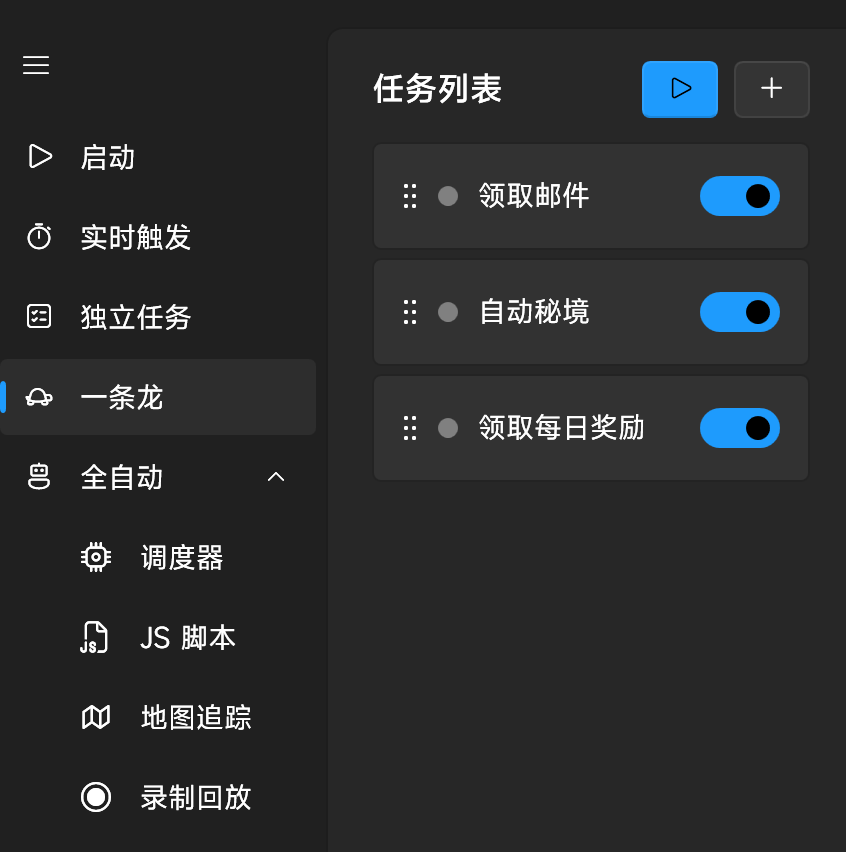 启动
实时触发
独立任务
一条龙
全自动
调度器
JS 脚本
地图追踪
录制回放
任务列表
领取邮件
自动秘境
领取每日奖励